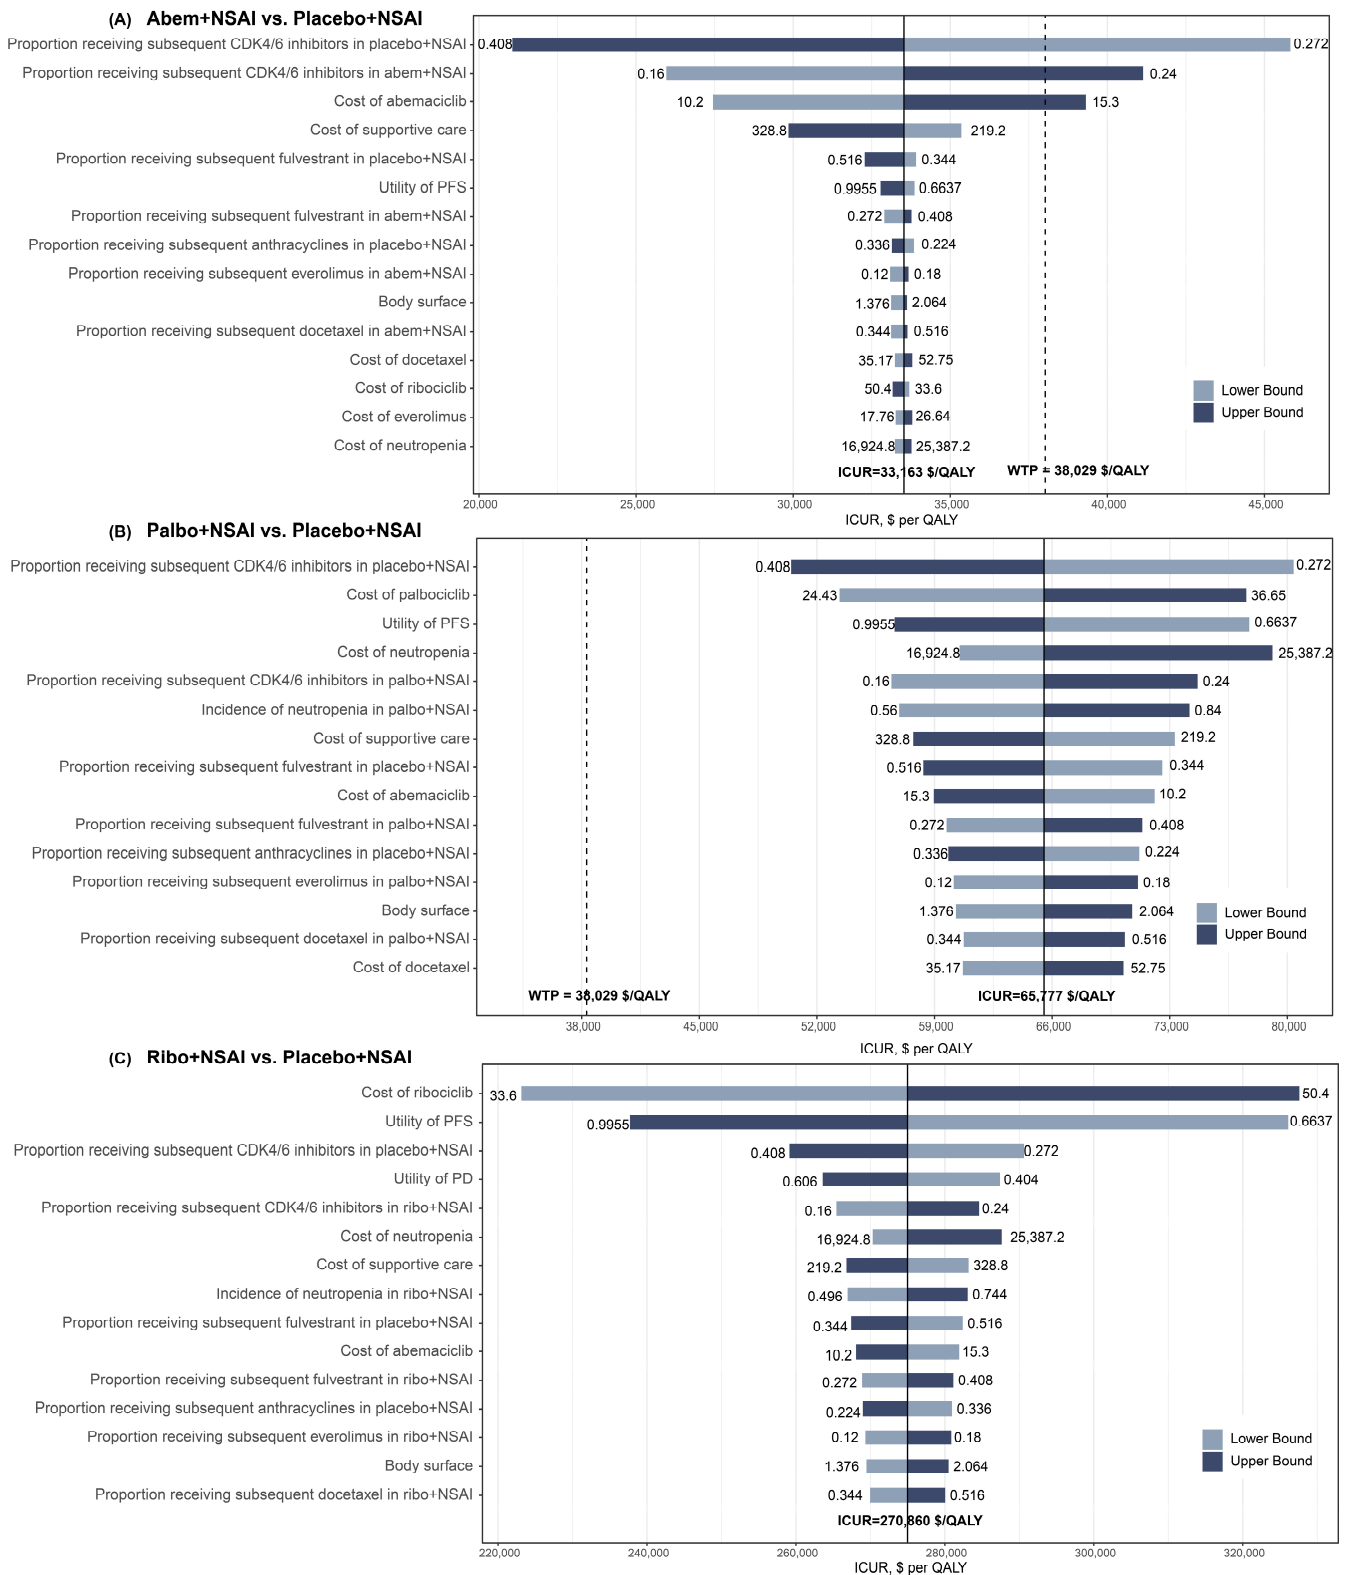 (A) Abem+NSAI vs. Placebo+NSAI
Proportion receiving subsequent CDK4/6 inhibitors in placebo+NSAI 0.408 0.272
Proportion receiving subsequent CDK4/6 inhibitors in abem+NSAI 0.16 0.24
Cost of abemaciclib 10.2 15.3
Cost of supportive care 328.8 219.2
Proportion receiving subsequent fulvestrant in placebo+NSAI 0.516 0.344
Utility of PFS 0.9955 0.6637
Proportion receiving subsequent fulvestrant in abem+NSAI 0.272 0.408
Proportion receiving subsequent anthracyclines in placebo+NSAI 0.336 0.224
Proportion receiving subsequent everolimus in abem+NSAI 0.12 0.18
Body surface 1.376 2.064
Proportion receiving subsequent docetaxel in abem+NSAI 0.344 0.516
Cost of docetaxel 35.17 52.75
Cost of ribociclib 50.4 33.6
Lower Bound
Cost of everolimus 17.76 26.64
Upper Bound
Cost of neutropenia 16,924.8 25,387.2
ICUR=33,163 $/QALY WTP = 38,029 $/QALY
20,000 25,000 30,000 35,000 40,000 45,000
ICUR, $ per QALY
(B) Palbo+NSAI vs. Placebo+NSAI
Proportion receiving subsequent CDK4/6 inhibitors in placebo+NSAI 0.408 0.272
Cost of palbociclib 24.43 36.65
Utility of PFS 0.9955 0.6637
Cost of neutropenia 16,924.8 25,387.2
Proportion receiving subsequent CDK4/6 inhibitors in palbo+NSAI 0.16 0.24
Incidence of neutropenia in palbo+NSAI 0.56 0.84
Cost of supportive care 328.8 219.2
Proportion receiving subsequent fulvestrant in placebo+NSAI 0.516 0.344
Cost of abemaciclib 15.3 10.2
Proportion receiving subsequent fulvestrant in palbo+NSAI 0.272 0.408
Proportion receiving subsequent anthracyclines in placebo+NSAI 0.336 0.224
Proportion receiving subsequent everolimus in palbo+NSAI 0.12 0.18
Body surface 1.376 2.064
Lower Bound
Proportion receiving subsequent docetaxel in palbo+NSAI 0.344 0.516
Upper Bound
Cost of docetaxel 35.17 52.75
WTP = 38,029 $/QALY ICUR=65,777 $/QALY
38,000 45,000 52,000 59,000 66,000 73,000 80,000
ICUR, $ per QALY
(C) Ribo+NSAI vs. Placebo+NSAI
Cost of ribociclib 33.6 50.4
Utility of PFS 0.9955 0.6637
Proportion receiving subsequent CDK4/6 inhibitors in placebo+NSAI 0.408 0.272
Utility of PD 0.606 0.404
Proportion receiving subsequent CDK4/6 inhibitors in ribo+NSAI 0.16 0.24
Cost of neutropenia 16,924.8 25,387.2
Cost of supportive care 219.2 328.8
Incidence of neutropenia in ribo+NSAI 0.496 0.744
Proportion receiving subsequent fulvestrant in placebo+NSAI 0.344 0.516
Cost of abemaciclib 10.2 15.3
Proportion receiving subsequent fulvestrant in ribo+NSAI 0.272 0.408
Proportion receiving subsequent anthracyclines in placebo+NSAI 0.224 0.336
Proportion receiving subsequent everolimus in ribo+NSAI 0.12 0.18
Lower Bound
Body surface 1.376 2.064
Upper Bound
Proportion receiving subsequent docetaxel in ribo+NSAI 0.344 0.516
ICUR=270,860 $/QALY
220,000 240,000 260,000 280,000 300,000 320,000
ICUR, $ per QALY